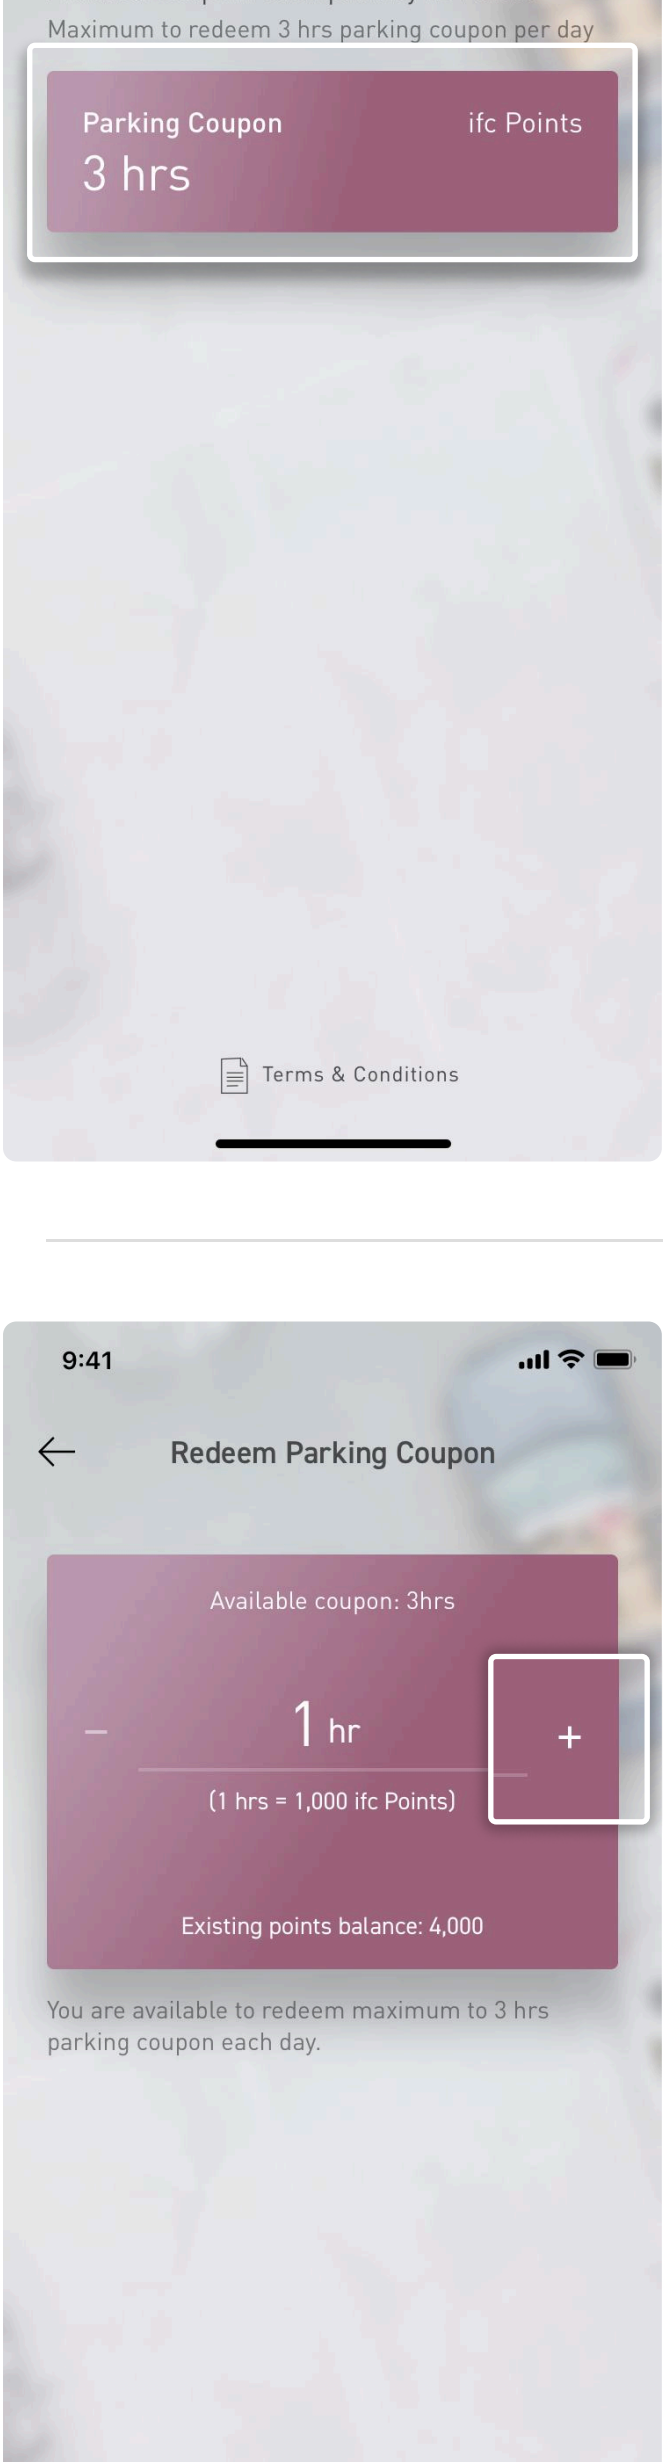 Maximum to redeem 3 hrs parking coupon per day
Parking Coupon
ifc Points
3 hrs
Terms & Conditions
9:41
Redeem Parking Coupon
Available coupon: 3hrs
− 1 hr +
(1 hrs = 1,000 ifc Points)
Existing points balance: 4,000
You are available to redeem maximum to 3 hrs
parking coupon each day.